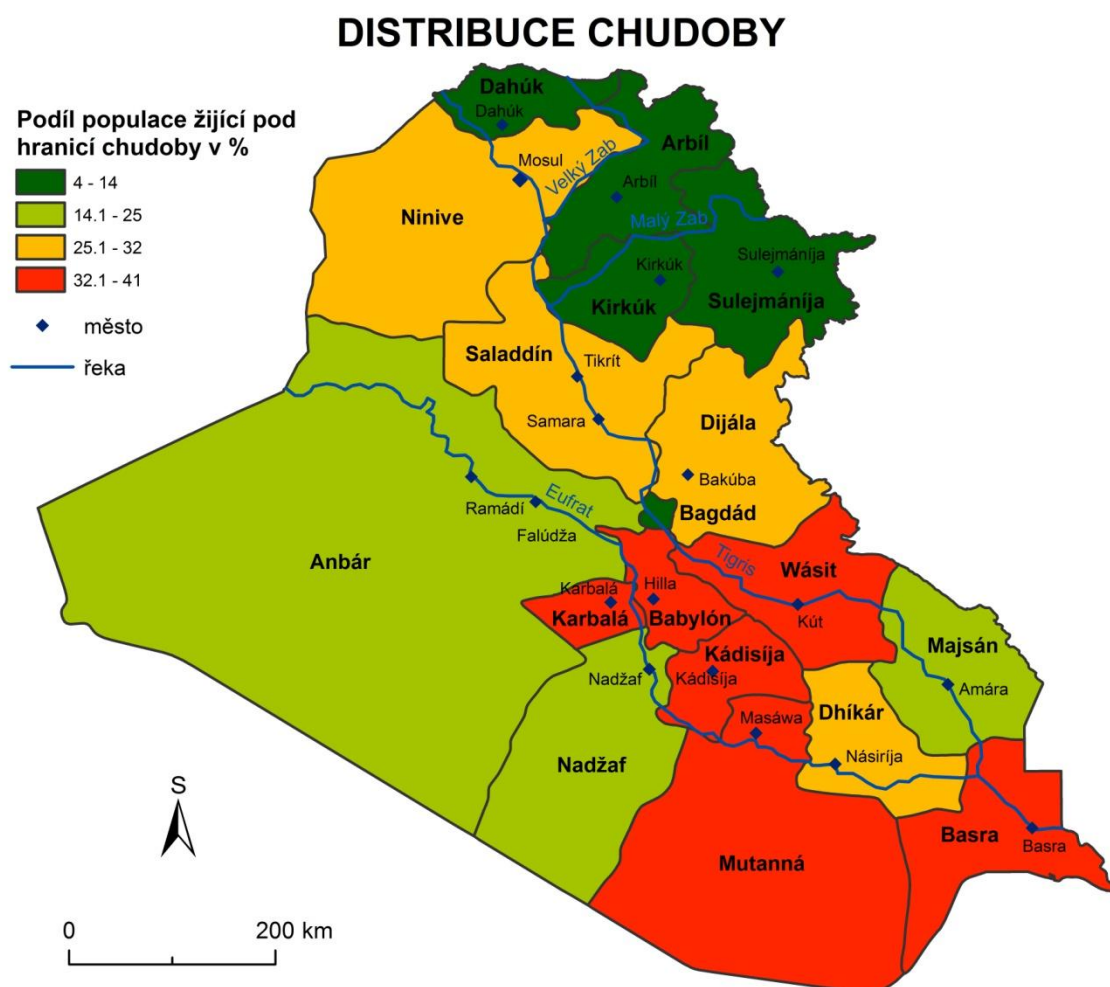 DISTRIBUCE CHUDOBY
Podíl populace žijící pod
hranicí chudoby v %
4 - 14
14.1 - 25
25.1 - 32
32.1 - 41
město
řeka
Dahúk
Dahúk
Mosul
Velký Zab
Arbíl
Arbíl
Ninive
Malý Zab
Kirkúk
Sulejmáníja
Kirkúk
Sulejmáníja
Saladdín
Tikrít
Samara
Dijála
Bakúba
Ramádí
Eufrat
Bagdád
Falúdža
Anbár
Tigris
Wásit
Karbalá
Hilla
Karbalá
Babylón
Kút
Majsán
Kádisíja
Nadžaf
Kádisíja
Amára
Masáwa
Dhíkár
Nadžaf
Násiríja
Basra
Basra
Mutanná
S
0
200 km